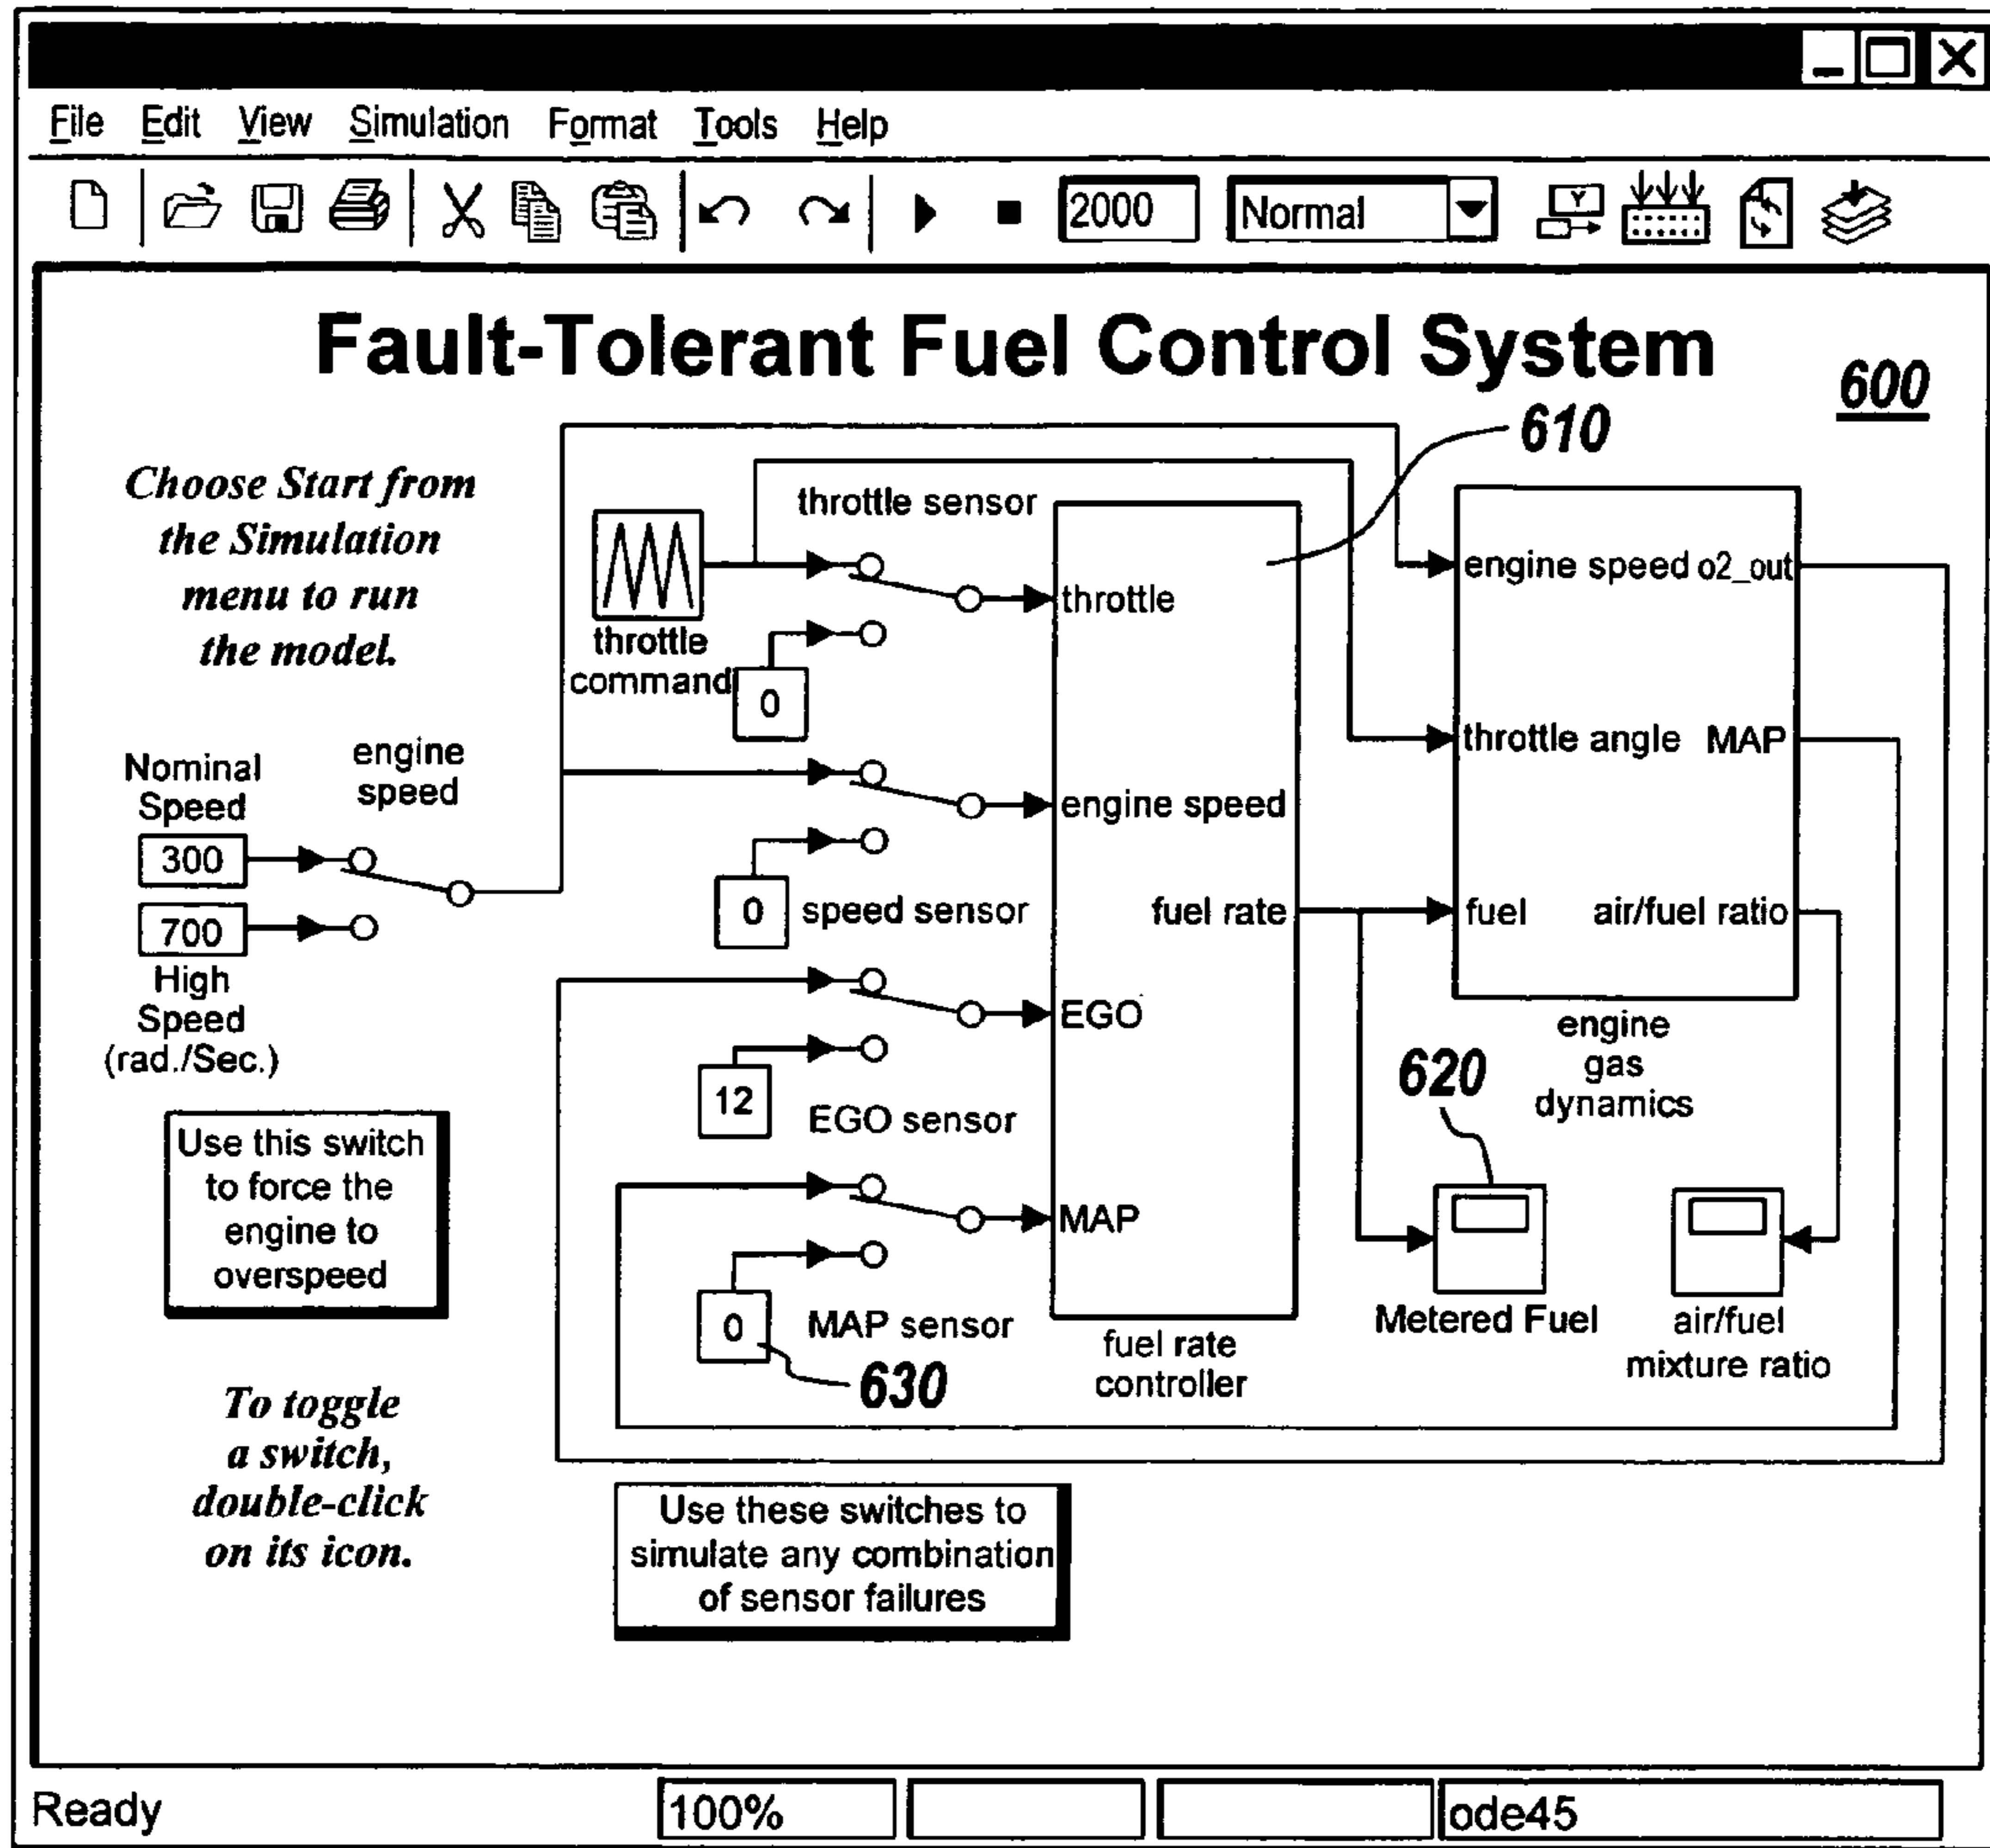 File Edit View Simulation Format Tools Help
2000 Normal
Y
Fault-Tolerant Fuel Control System
600
610
Choose Start from
the Simulation
menu to run
the model.
throttle sensor
throttle
command
0
throttle
engine speed o2_out
throttle angle MAP
Nominal
Speed
300
700
High
Speed
(rad./Sec.)
engine
speed
engine speed
0 speed sensor
fuel rate
fuel air/fuel ratio
EGO
12
EGO sensor
engine
gas
dynamics
620
Use this switch
to force the
engine to
overspeed
MAP
0
MAP sensor
630
fuel rate
controller
Metered Fuel
air/fuel
mixture ratio
To toggle
a switch,
double-click
on its icon.
Use these switches to
simulate any combination
of sensor failures
Ready 100% ode45